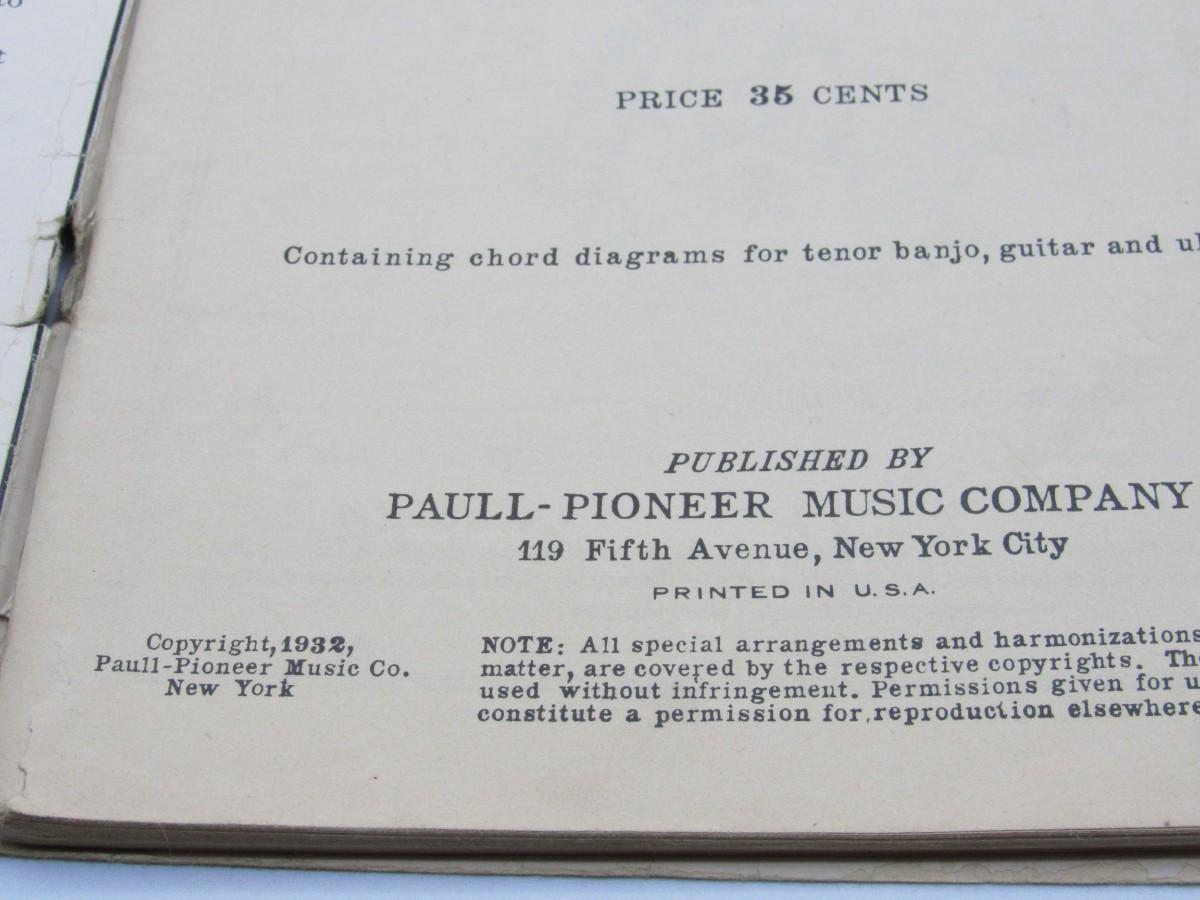 PRICE 35 CENTS
Containing chord diagrams for tenor banjo, guitar and
PUBLISHED BY
PAULL-PIONEER MUSIC COMPANY
119 Fifth Avenue, New York City
PRINTED IN U.S.A.
Copyright, 1932,
Paull-Pioneer Music Co.
New York
NOTE: All special arrangements and harmonizations
matter, are covered by the respective copyrights.
used without infringement. Permissions given for
constitute a permission for reproduction elsewhere